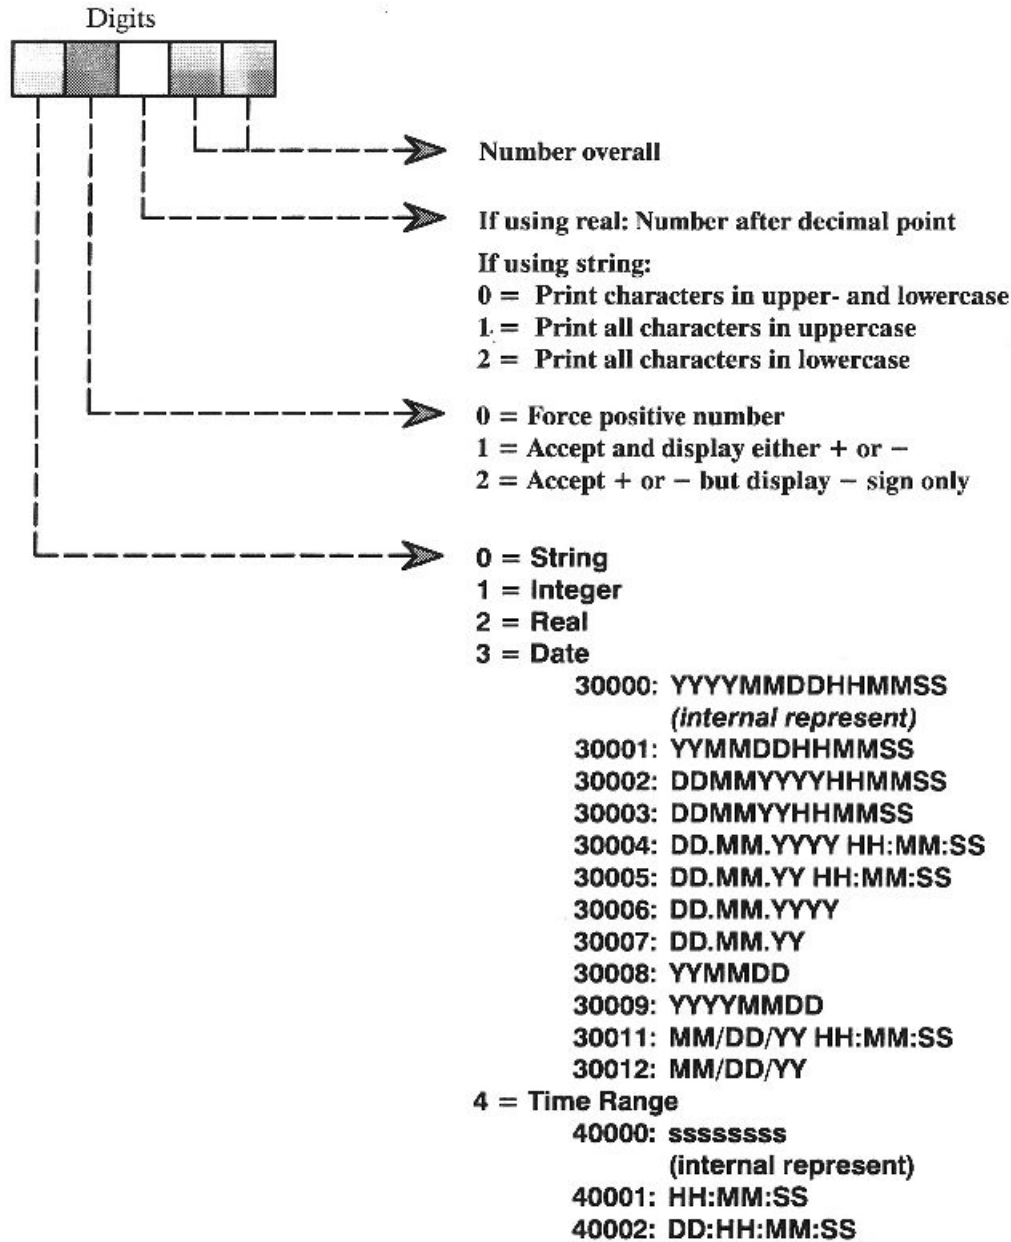 Digits
Number overall
If using real: Number after decimal point
If using string:
0 = Print characters in upper- and lowercase
1 = Print all characters in uppercase
2 = Print all characters in lowercase
0 = Force positive number
1 = Accept and display either + or −
2 = Accept + or − but display − sign only
0 = String
1 = Integer
2 = Real
3 = Date
30000: YYYYMMDDHHMMSS
(internal represent)
30001: YYMMDDHHMMSS
30002: DDMMYYYYHHMMSS
30003: DDMMYYHHMMSS
30004: DD.MM.YYYY HH:MM:SS
30005: DD.MM.YY HH:MM:SS
30006: DD.MM.YYYY
30007: DD.MM.YY
30008: YYMMDD
30009: YYYYMMDD
30011: MM/DD/YY HH:MM:SS
30012: MM/DD/YY
4 = Time Range
40000: sssssssss
(internal represent)
40001: HH:MM:SS
40002: DD:HH:MM:SS